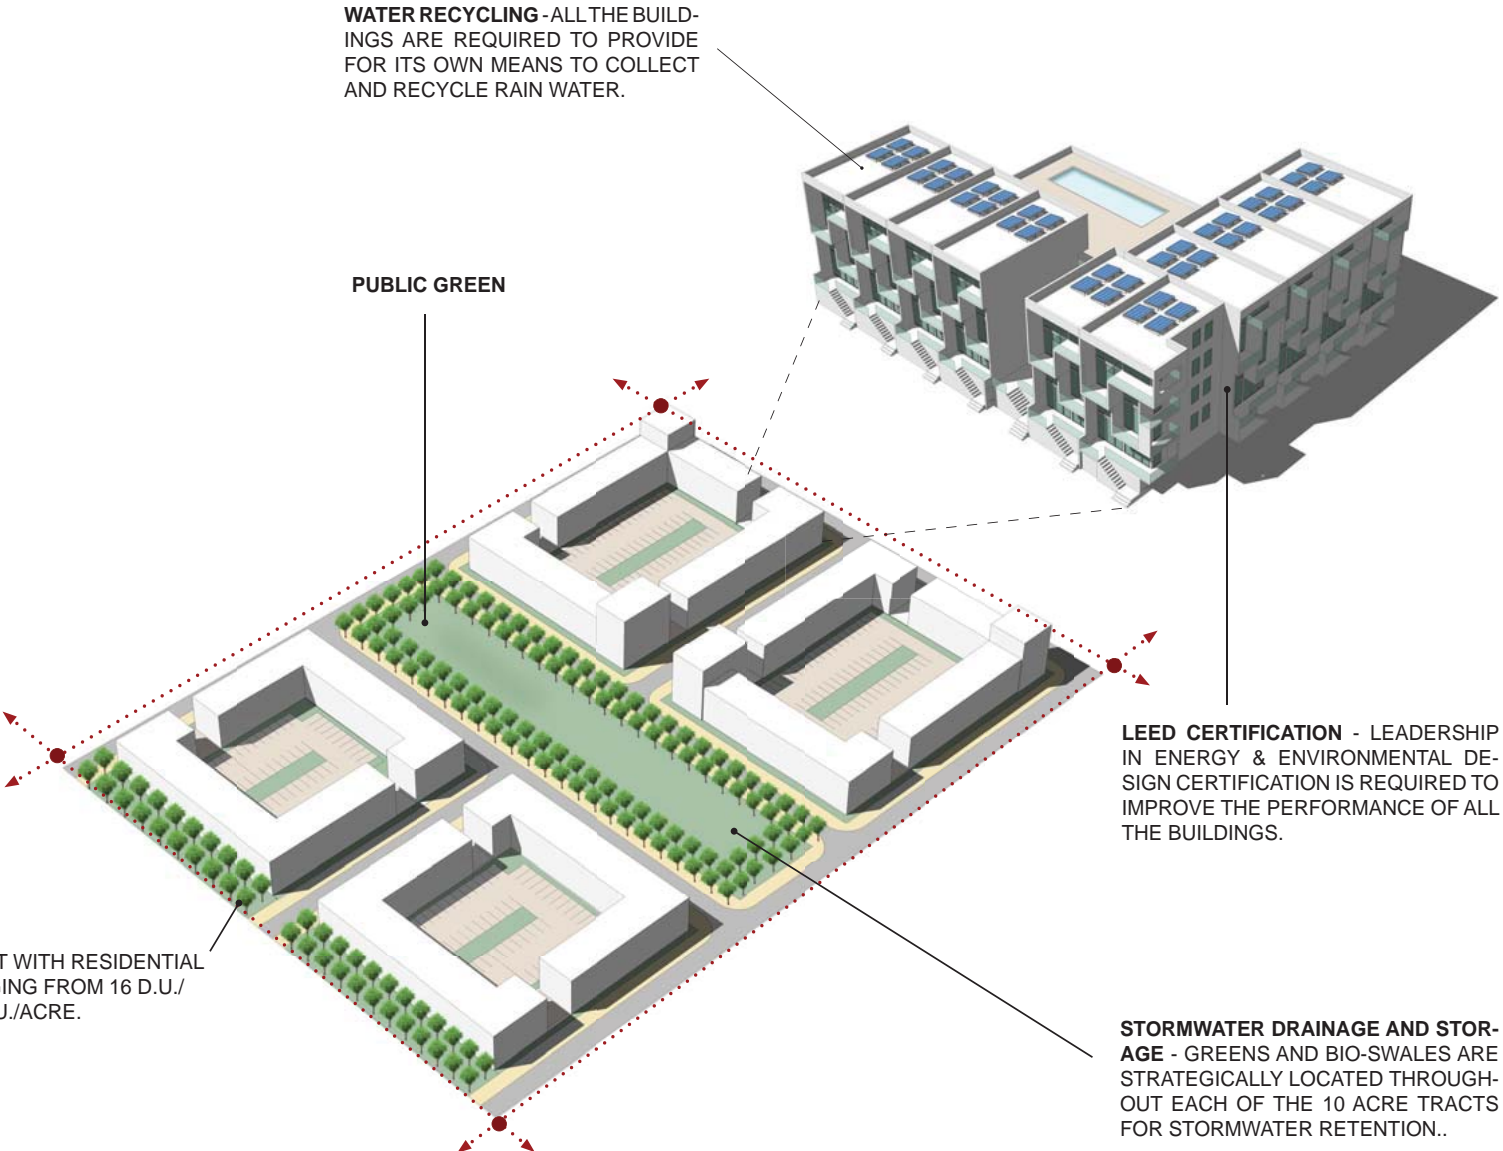 WATER RECYCLING - ALL THE BUILD-
INGS ARE REQUIRED TO PROVIDE
FOR ITS OWN MEANS TO COLLECT
AND RECYCLE RAIN WATER.
PUBLIC GREEN
LEED CERTIFICATION - LEADERSHIP
IN ENERGY & ENVIRONMENTAL DE-
SIGN CERTIFICATION IS REQUIRED TO
IMPROVE THE PERFORMANCE OF ALL
THE BUILDINGS.
WITH RESIDENTIAL
FROM 16 D.U./
/ACRE.
STORMWATER DRAINAGE AND STOR-
AGE - GREENS AND BIO-SWALES ARE
STRATEGICALLY LOCATED THROUGH-
OUT EACH OF THE 10 ACRE TRACTS
FOR STORMWATER RETENTION..